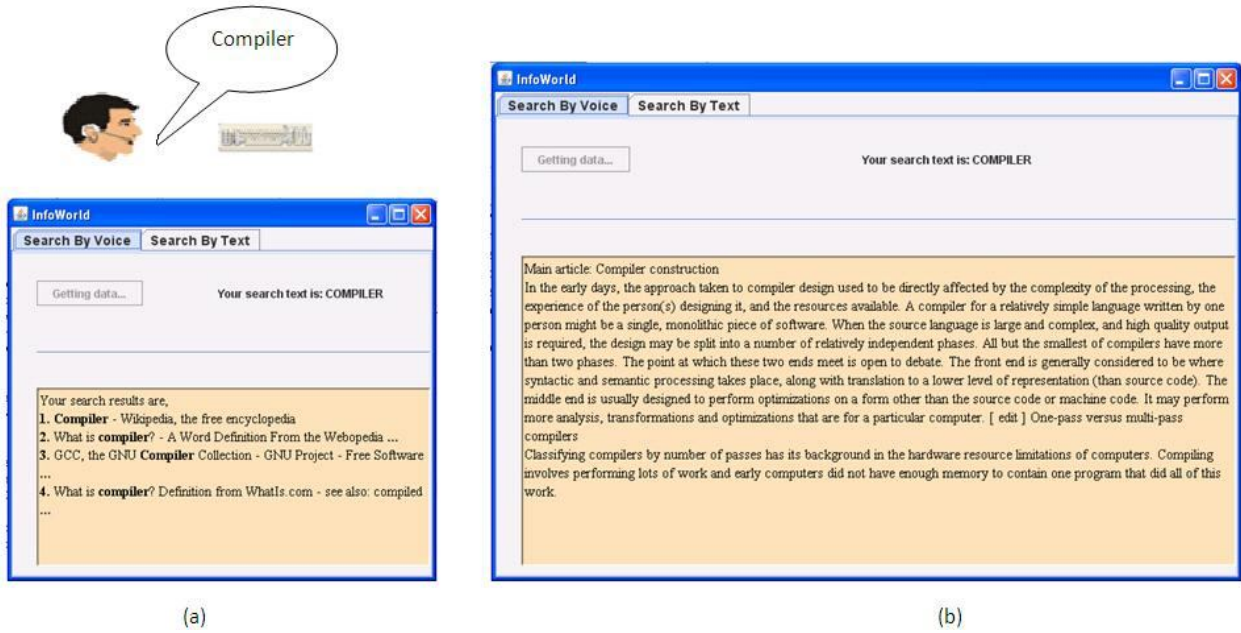 Compiler
InfoWorld
Search By Voice Search By Text
Getting data... Your search text is: COMPILER
Your search results are,
1. Compiler - Wikipedia, the free encyclopedia
2. What is compiler? - A Word Definition From the Webopedia ...
3. GCC, the GNU Compiler Collection - GNU Project - Free Software
...
4. What is compiler? Definition from WhatIs.com - see also: compiled
...
(a)
InfoWorld
Search By Voice Search By Text
Getting data... Your search text is: COMPILER
Main article: Compiler construction
In the early days, the approach taken to compiler design used to be directly affected by the complexity of the processing, the
experience of the person(s) designing it, and the resources available. A compiler for a relatively simple language written by one
person might be a single, monolithic piece of software. When the source language is large and complex, and high quality output
is required, the design may be split into a number of relatively independent phases. All but the smallest of compilers have more
than two phases. The point at which these two ends meet is open to debate. The front end is generally considered to be where
syntactic and semantic processing takes place, along with translation to a lower level of representation (than source code). The
middle end is usually designed to perform optimizations on a form other than the source code or machine code. It may perform
more analysis, transformations and optimizations that are for a particular computer. [ edit ] One-pass versus multi-pass
compilers
Classifying compilers by number of passes has its background in the hardware resource limitations of computers. Compiling
involves performing lots of work and early computers did not have enough memory to contain one program that did all of this
work.
(b)